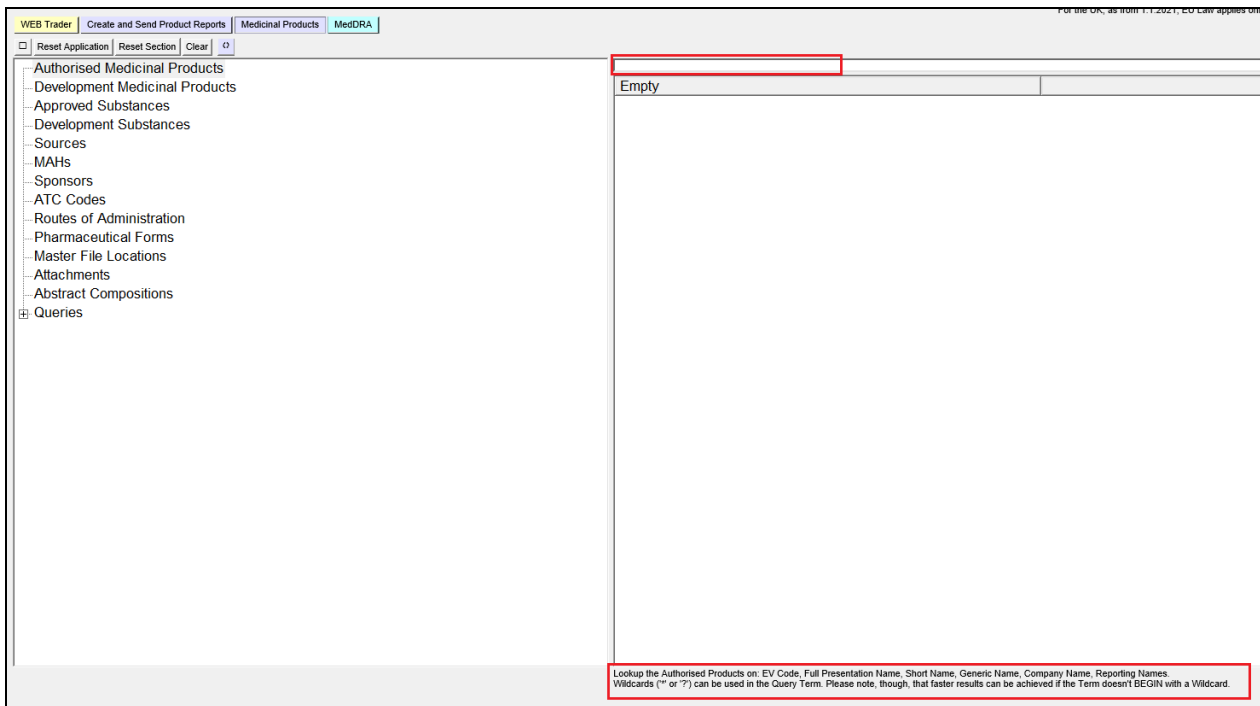 For the UK, as from 1.1.2021, EU Law applies on
WEB Trader Create and Send Product Reports Medicinal Products MedDRA
Reset Application Reset Section Clear
Authorised Medicinal Products
Development Medicinal Products
Approved Substances
Development Substances
Sources
MAHs
Sponsors
ATC Codes
Routes of Administration
Pharmaceutical Forms
Master File Locations
Attachments
Abstract Compositions
Queries
Empty
Lookup the Authorised Products on: EV Code, Full Presentation Name, Short Name, Generic Name, Company Name, Reporting Names.
Wildcards ('*' or '?') can be used in the Query Term. Please note, though, that faster results can be achieved if the Term doesn't BEGIN with a Wildcard.